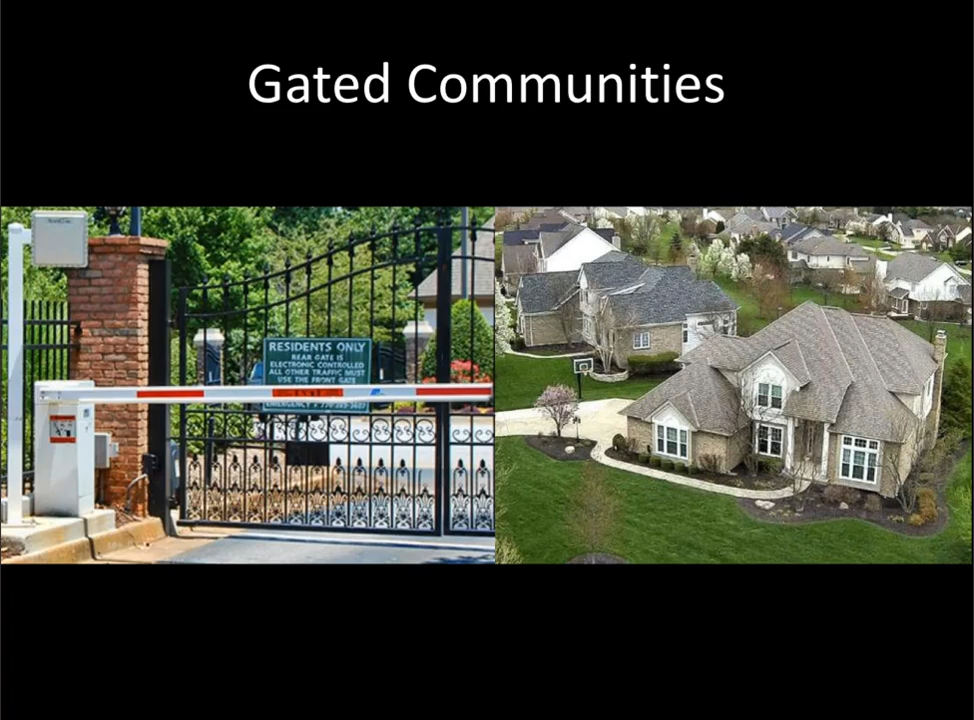 Gated Communities
RESIDENTS ONLY
REAR GATE IS
ELECTRONIC CONTROLLED
ALL OTHER TRAFFIC MUST
USE THE FRONT GATE